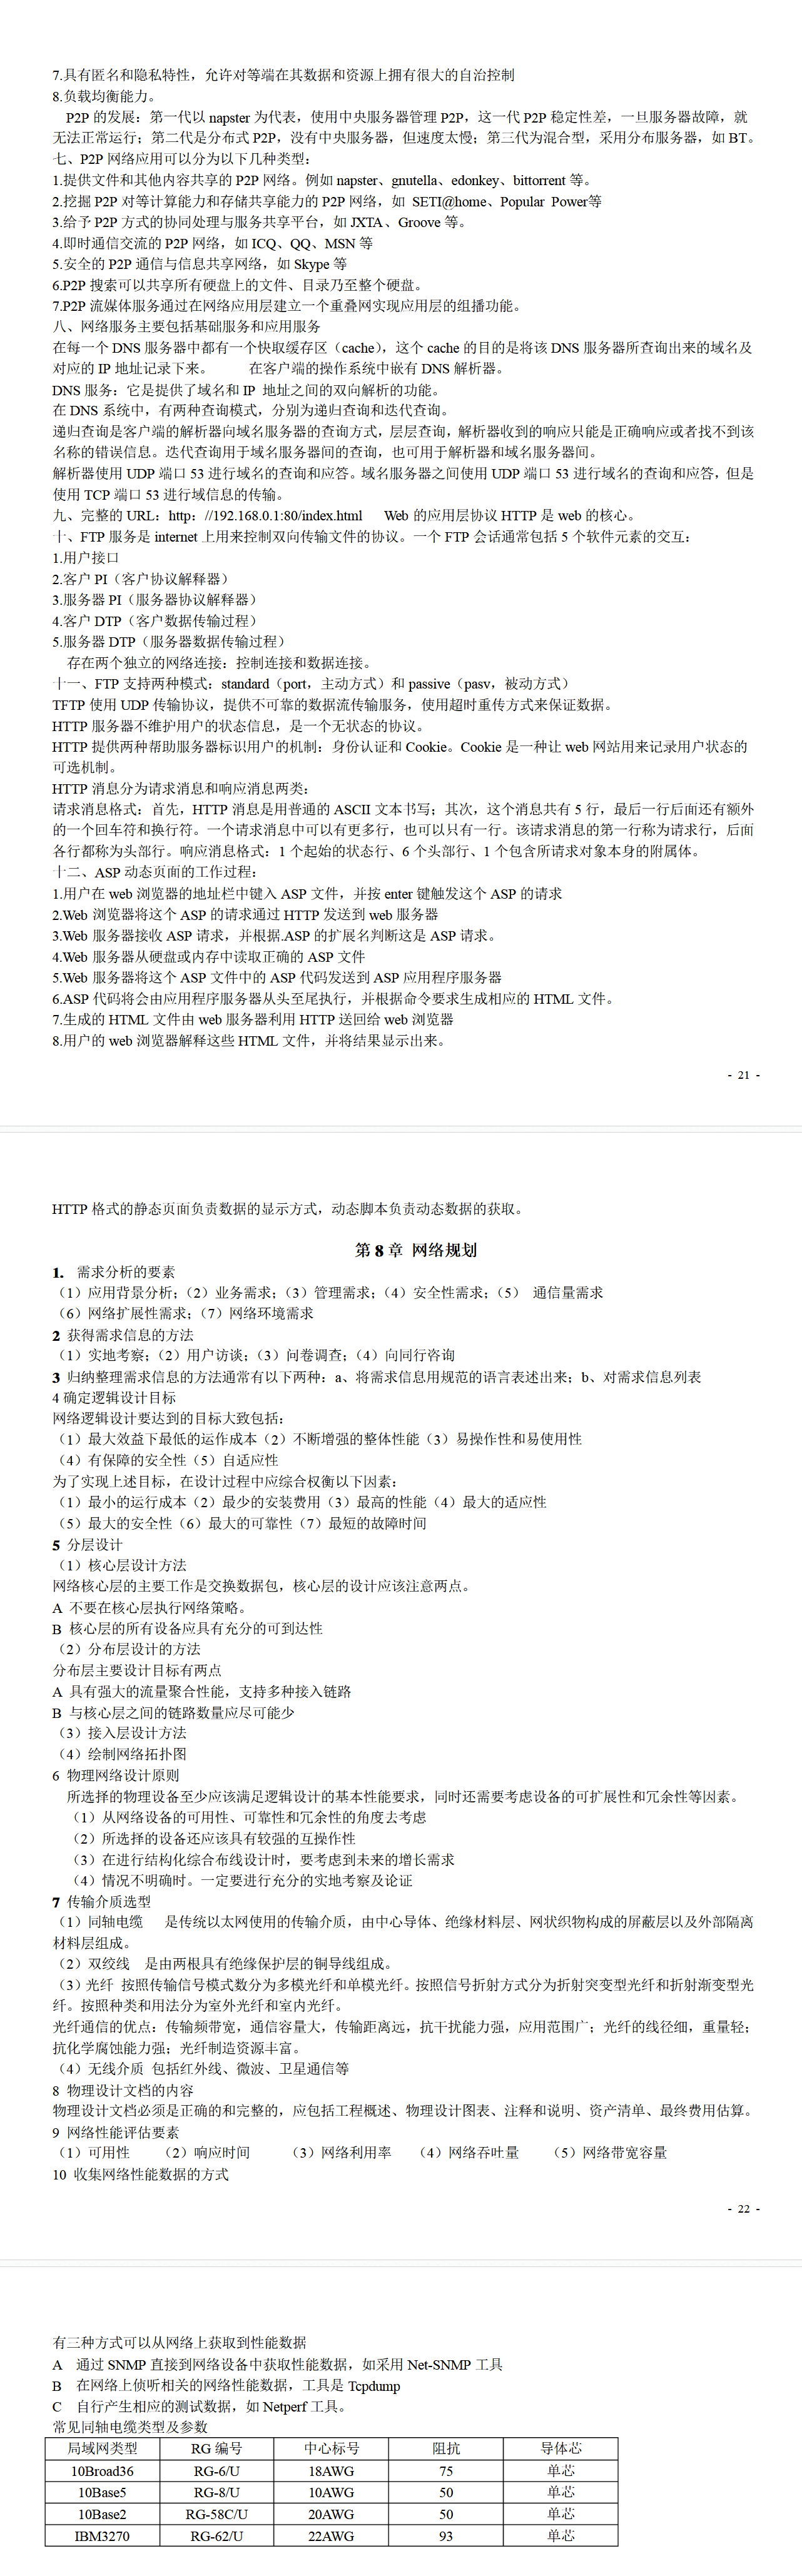 7.具有匿名和隐私特性，允许对等端在其数据和资源上拥有很大的自治控制
8.负载均衡能力。
P2P 的发展：第一代以 napster 为代表，使用中央服务器管理 P2P，这一代 P2P 稳定性差，一旦服务器故障，就
无法正常运行；第二代是分布式 P2P，没有中央服务器，但速度太慢；第三代为混合型，采用分布服务器，如 BT。
七、P2P 网络应用可以分为以下几种类型：
1.提供文件和其他内容共享的 P2P 网络。例如 napster、gnutella、edonkey、bittorrent 等。
2.挖掘 P2P 对等计算能力和存储共享能力的 P2P 网络，如 SETI@home、Popular Power等
3.给予 P2P 方式的协同处理与服务共享平台，如 JXTA、Groove 等。
4.即时通信交流的 P2P 网络，如 ICQ、QQ、MSN 等
5.安全的 P2P 通信与信息共享网络，如 Skype 等
6.P2P 搜索可以共享所有硬盘上的文件、目录乃至整个硬盘。
7.P2P 流媒体服务通过在网络应用层建立一个重叠网实现应用层的组播功能。
八、网络服务主要包括基础服务和应用服务
在每一个 DNS 服务器中都有一个快取缓存区（cache），这个 cache 的目的是将该 DNS 服务器所查询出来的域名及
对应的 IP 地址记录下来。 在客户端的操作系统中嵌有 DNS 解析器。
DNS 服务：它是提供了域名和 IP 地址之间的双向解析的功能。
在 DNS 系统中，有两种查询模式，分别为递归查询和迭代查询。
递归查询是客户端的解析器向域名服务器的查询方式，层层查询，解析器收到的响应只能是正确响应或者找不到该
名称的错误信息。迭代查询用于域名服务器间的查询，也可用于解析器和域名服务器间。
解析器使用 UDP 端口 53 进行域名的查询和应答。域名服务器之间使用 UDP 端口 53 进行域名的查询和应答，但是
使用 TCP 端口 53 进行域信息的传输。
九、完整的 URL：http：//192.168.0.1:80/index.html Web 的应用层协议 HTTP 是 web 的核心。
十、FTP 服务是 internet 上用来控制双向传输文件的协议。一个 FTP 会话通常包括 5 个软件元素的交互：
1.用户接口
2.客户 PI（客户协议解释器）
3.服务器 PI（服务器协议解释器）
4.客户 DTP（客户数据传输过程）
5.服务器 DTP（服务器数据传输过程）
存在两个独立的网络连接：控制连接和数据连接。
十一、FTP 支持两种模式：standard（port，主动方式）和 passive（pasv，被动方式）
TFTP 使用 UDP 传输协议，提供不可靠的数据流传输服务，使用超时重传方式来保证数据。
HTTP 服务器不维护用户的状态信息，是一个无状态的协议。
HTTP 提供两种帮助服务器标识用户的机制：身份认证和 Cookie。Cookie 是一种让 web 网站用来记录用户状态的
可选机制。
HTTP 消息分为请求消息和响应消息两类：
请求消息格式：首先，HTTP 消息是用普通的 ASCII 文本书写；其次，这个消息共有 5 行，最后一行后面还有额外
的一个回车符和换行符。一个请求消息中可以有更多行，也可以只有一行。该请求消息的第一行称为请求行，后面
各行都称为头部行。响应消息格式：1 个起始的状态行、6 个头部行、1 个包含所请求对象本身的附属体。
十二、ASP 动态页面的工作过程：
1.用户在 web 浏览器的地址栏中键入 ASP 文件，并按 enter 键触发这个 ASP 的请求
2.Web 浏览器将这个 ASP 的请求通过 HTTP 发送到 web 服务器
3.Web 服务器接收 ASP 请求，并根据.ASP 的扩展名判断这是 ASP 请求。
4.Web 服务器从硬盘或内存中读取正确的 ASP 文件
5.Web 服务器将这个 ASP 文件中的 ASP 代码发送到 ASP 应用程序服务器
6.ASP 代码将会由应用程序服务器从头至尾执行，并根据命令要求生成相应的 HTML 文件。
7.生成的 HTML 文件由 web 服务器利用 HTTP 送回给 web 浏览器
8.用户的 web 浏览器解释这些 HTML 文件，并将结果显示出来。
- 21 -
HTTP 格式的静态页面负责数据的显示方式，动态脚本负责动态数据的获取。
第 8 章 网络规划
1. 需求分析的要素
（1）应用背景分析；（2）业务需求；（3）管理需求；（4）安全性需求；（5） 通信量需求
（6）网络扩展性需求；（7）网络环境需求
2 获得需求信息的方法
（1）实地考察；（2）用户访谈；（3）问卷调查；（4）向同行咨询
3 归纳整理需求信息的方法通常有以下两种：a、将需求信息用规范的语言表述出来；b、对需求信息列表
4 确定逻辑设计目标
网络逻辑设计要达到的目标大致包括：
（1）最大效益下最低的运作成本（2）不断增强的整体性能（3）易操作性和易使用性
（4）有保障的安全性（5）自适应性
为了实现上述目标，在设计过程中应综合权衡以下因素：
（1）最小的运行成本（2）最少的安装费用（3）最高的性能（4）最大的适应性
（5）最大的安全性（6）最大的可靠性（7）最短的故障时间
5 分层设计
（1）核心层设计方法
网络核心层的主要工作是交换数据包，核心层的设计应该注意两点。
A 不要在核心层执行网络策略。
B 核心层的所有设备应具有充分的可到达性
（2）分布层设计的方法
分布层主要设计目标有两点
A 具有强大的流量聚合性能，支持多种接入链路
B 与核心层之间的链路数量应尽可能少
（3）接入层设计方法
（4）绘制网络拓扑图
6 物理网络设计原则
所选择的物理设备至少应该满足逻辑设计的基本性能要求，同时还需要考虑设备的可扩展性和冗余性等因素。
（1）从网络设备的可用性、可靠性和冗余性的角度去考虑
（2）所选择的设备还应该具有较强的互操作性
（3）在进行结构化综合布线设计时，要考虑到未来的增长需求
（4）情况不明确时。一定要进行充分的实地考察及论证
7 传输介质选型
（1）同轴电缆 是传统以太网使用的传输介质，由中心导体、绝缘材料层、网状织物构成的屏蔽层以及外部隔离
材料层组成。
（2）双绞线 是由两根具有绝缘保护层的铜导线组成。
（3）光纤 按照传输信号模式数分为多模光纤和单模光纤。按照信号折射方式分为折射突变型光纤和折射渐变型光
纤。按照种类和用法分为室外光纤和室内光纤。
光纤通信的优点：传输频带宽，通信容量大，传输距离远，抗干扰能力强，应用范围广；光纤的线径细，重量轻；
抗化学腐蚀能力强；光纤制造资源丰富。
（4）无线介质 包括红外线、微波、卫星通信等
8 物理设计文档的内容
物理设计文档必须是正确的和完整的，应包括工程概述、物理设计图表、注释和说明、资产清单、最终费用估算。
9 网络性能评估要素
（1）可用性 （2）响应时间 （3）网络利用率 （4）网络吞吐量 （5）网络带宽容量
10 收集网络性能数据的方式
- 22 -
有三种方式可以从网络上获取到性能数据
A 通过 SNMP 直接到网络设备中获取性能数据，如采用 Net-SNMP 工具
B 在网络上侦听相关的网络性能数据，工具是 Tcpdump
C 自行产生相应的测试数据，如 Netperf 工具。
常见同轴电缆类型及参数
局域网类型 RG 编号 中心标号 阻抗 导体芯
10Broad36 RG-6/U 18AWG 75 单芯
10Base5 RG-8/U 10AWG 50 单芯
10Base2 RG-58C/U 20AWG 50 单芯
IBM3270 RG-62/U 22AWG 93 单芯